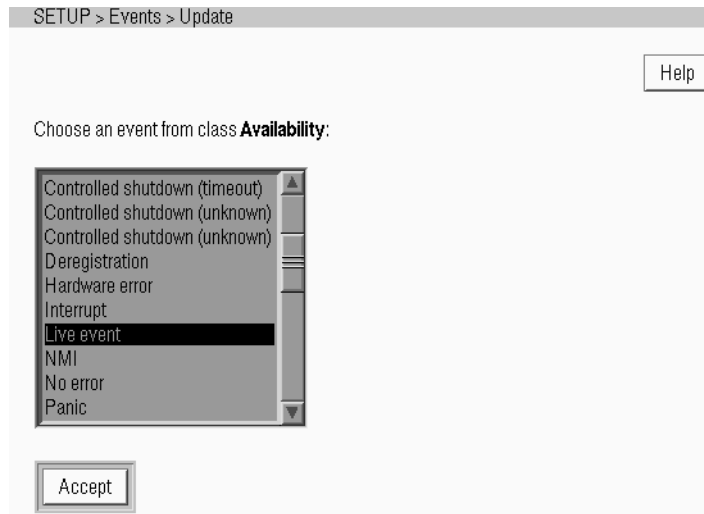 SETUP > Events > Update
Help
Choose an event from class Availability:
Controlled shutdown (timeout)
Controlled shutdown (unknown)
Controlled shutdown (unknown)
Deregistration
Hardware error
Interrupt
Live event
NMI
No error
Panic
Accept